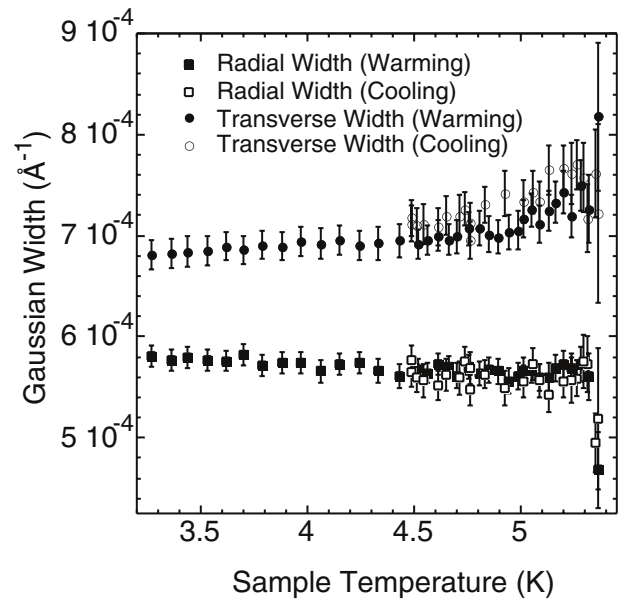 9 10⁻⁴
Radial Width (Warming)
Radial Width (Cooling)
Transverse Width (Warming)
Transverse Width (Cooling)
8 10⁻⁴
7 10⁻⁴
6 10⁻⁴
5 10⁻⁴
Gaussian Width (Å⁻¹)
3.5 4 4.5 5
Sample Temperature (K)